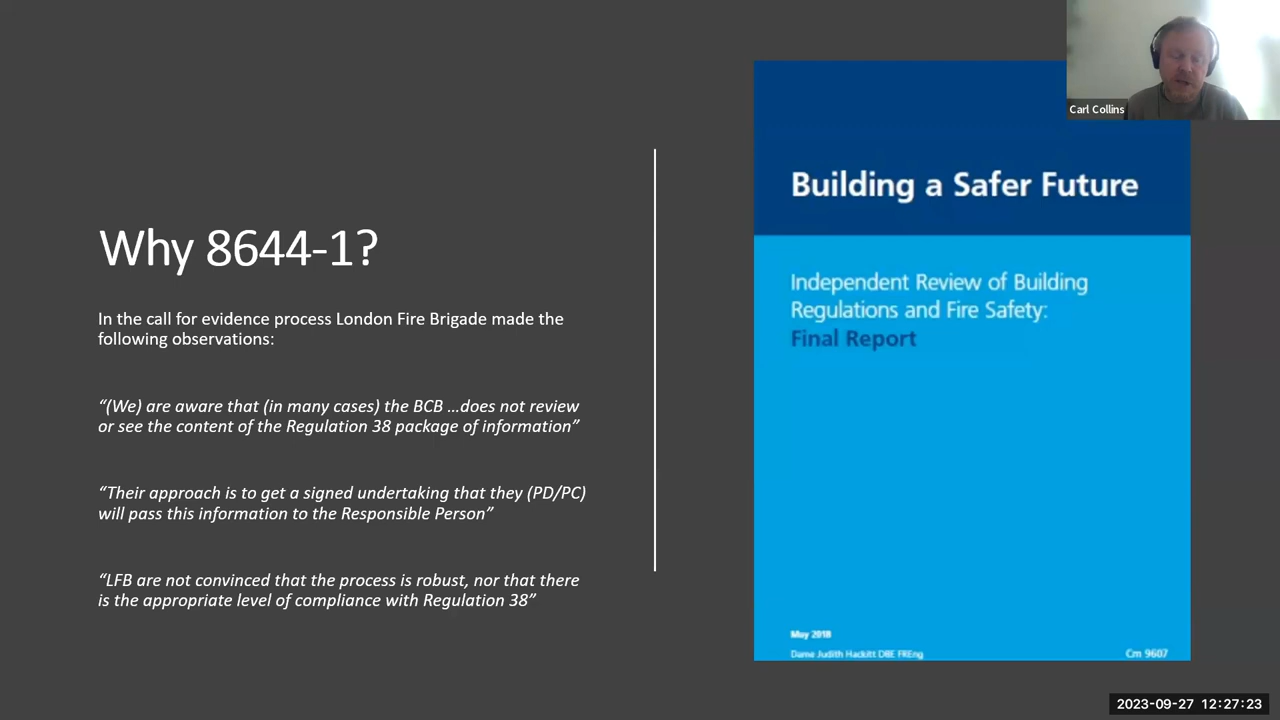 Carl Collins
Why 8644-1?
In the call for evidence process London Fire Brigade made the
following observations:
“(We) are aware that (in many cases) the BCB …does not review
or see the content of the Regulation 38 package of information”
“Their approach is to get a signed undertaking that they (PD/PC)
will pass this information to the Responsible Person”
“LFB are not convinced that the process is robust, nor that there
is the appropriate level of compliance with Regulation 38”
Building a Safer Future
Independent Review of Building
Regulations and Fire Safety:
Final Report
May 2018
Dame Judith Hackitt DBE FREng
Cm 9607
2023-09-27 12:27:23